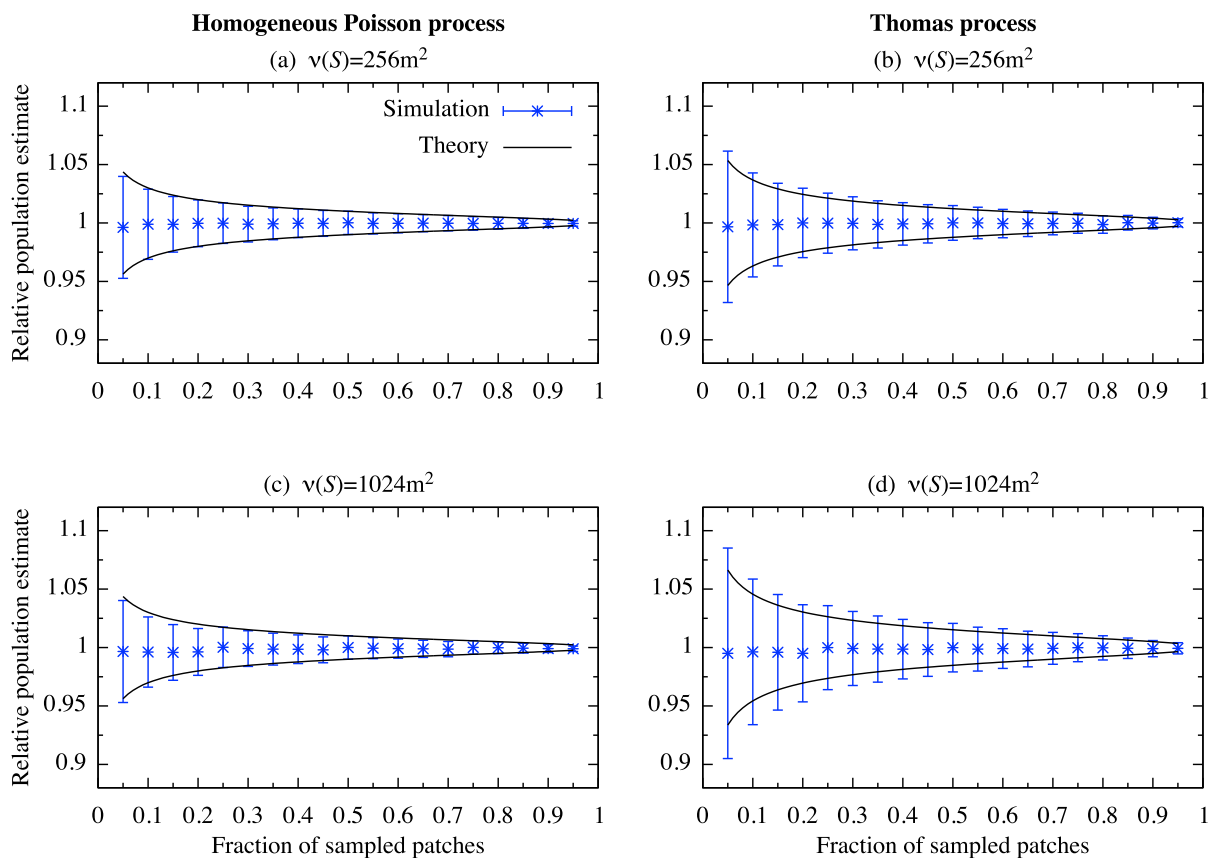 Homogeneous Poisson process
Thomas process
(a) ν(S)=256m²
(b) ν(S)=256m²
Relative population estimate
1.1
1.05
1
0.95
0.9
Simulation
Theory
0 0.1 0.2 0.3 0.4 0.5 0.6 0.7 0.8 0.9 1
1.1
1.05
1
0.95
0.9
0 0.1 0.2 0.3 0.4 0.5 0.6 0.7 0.8 0.9 1
(c) ν(S)=1024m²
(d) ν(S)=1024m²
Relative population estimate
1.1
1.05
1
0.95
0.9
0 0.1 0.2 0.3 0.4 0.5 0.6 0.7 0.8 0.9 1
Fraction of sampled patches
1.1
1.05
1
0.95
0.9
0 0.1 0.2 0.3 0.4 0.5 0.6 0.7 0.8 0.9 1
Fraction of sampled patches